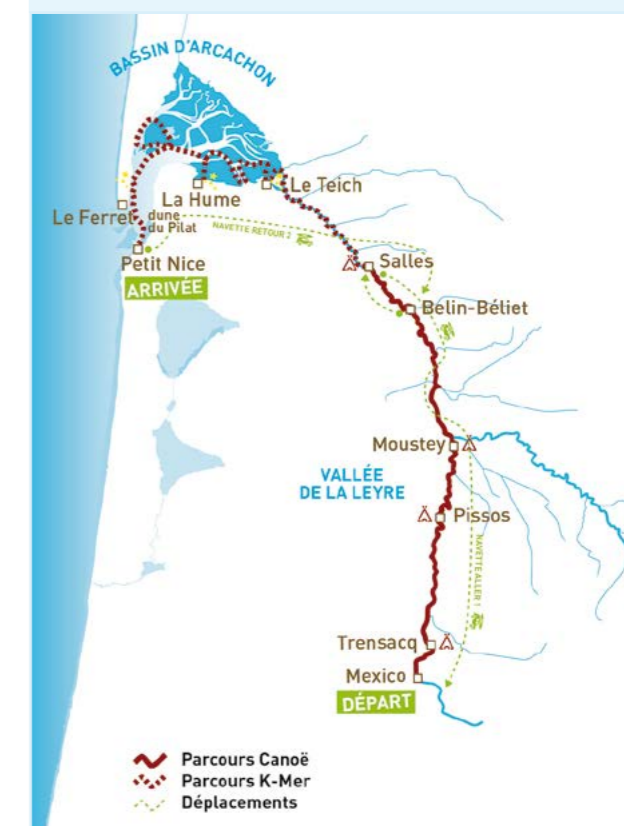 BASSIN D'ARCACHON
Le Teich
La Hume
Le Ferret
dune
du Pilat
NAVETTE RETOUR 2
Petit Nice
ARRIVÉE
Salles
Belin-Béliet
Moustey
VALLÉE
DE LA LEYRE
Pissos
NAVETTE ALLER 1
Trensacq
Mexico
DÉPART
Parcours Canoë
Parcours K-Mer
Déplacements